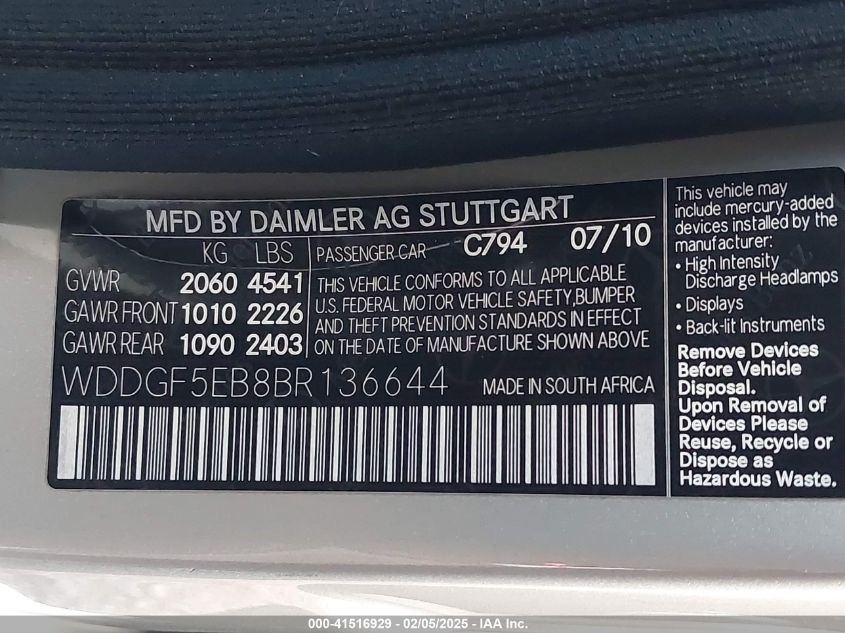 MFD BY DAIMLER AG STUTTGART
KG LBS
GVWR 2060 4541
GAWR FRONT 1010 2226
GAWR REAR 1090 2403
PASSENGER CAR C794 07/10
THIS VEHICLE CONFORMS TO ALL APPLICABLE
U.S. FEDERAL MOTOR VEHICLE SAFETY,BUMPER
AND THEFT PREVENTION STANDARDS IN EFFECT
ON THE DATE OF MANUFACTURE SHOWN ABOVE
WDDGF5EB8BR136644 MADE IN SOUTH AFRICA
This vehicle may
include mercury-added
devices installed by the
manufacturer:
• High Intensity
Discharge Headlamps
• Displays
• Back-lit Instruments
Remove Devices
Before Vehicle
Disposal.
Upon Removal of
Devices Please
Reuse, Recycle or
Dispose as
Hazardous Waste.
000-41516929 - 02/05/2025 - IAA Inc.